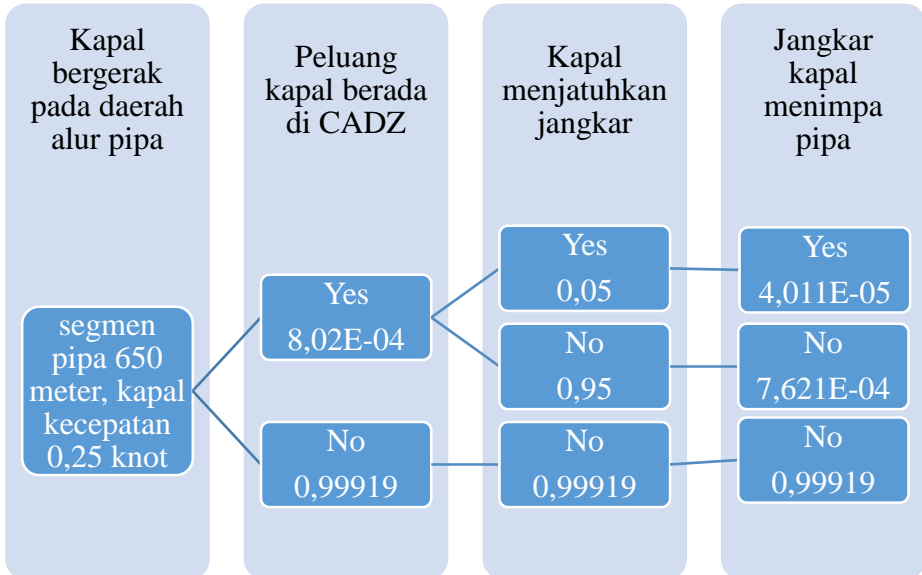 Kapal
bergerak
pada daerah
alur pipa
Peluang
kapal berada
di CADZ
Kapal
menjatuhkan
jangkar
Jangkar
kapal
menimpa
pipa
segmen
pipa 650
meter, kapal
kecepatan
0,25 knot
Yes
8,02E-04
No
0,99919
Yes
0,05
No
0,95
No
0,99919
Yes
4,011E-05
No
7,621E-04
No
0,99919